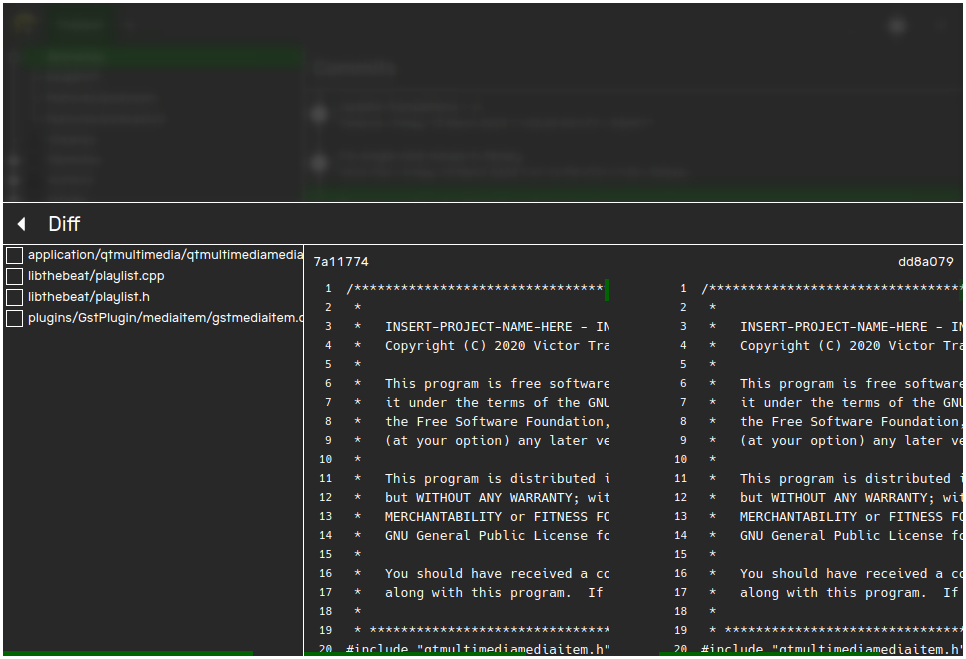 Diff
application/qtmultimedia/qtmultimediamedia
libthebeat/playlist.cpp
libthebeat/playlist.h
plugins/GstPlugin/mediaitem/gstmediaitem.c
7a11774
dd8a079
1 /********************************
2 *
3 * INSERT-PROJECT-NAME-HERE - IN
4 * Copyright (C) 2020 Victor Tra
5 *
6 * This program is free software
7 * it under the terms of the GNU
8 * the Free Software Foundation,
9 * (at your option) any later ve
10 *
11 * This program is distributed i
12 * but WITHOUT ANY WARRANTY; wit
13 * MERCHANTABILITY or FITNESS FO
14 * GNU General Public License fo
15 *
16 * You should have received a co
17 * along with this program.  If
18 *
19 * *******************************
20 #include "qtmultimediamediaitem.h"
1 /*********************************
2 *
3 * INSERT-PROJECT-NAME-HERE - IN
4 * Copyright (C) 2020 Victor Tra
5 *
6 * This program is free software
7 * it under the terms of the GNU
8 * the Free Software Foundation,
9 * (at your option) any later ve
10 *
11 * This program is distributed i
12 * but WITHOUT ANY WARRANTY; wit
13 * MERCHANTABILITY or FITNESS FO
14 * GNU General Public License fo
15 *
16 * You should have received a co
17 * along with this program.  If
18 *
19 * *******************************
20 #include "qtmultimediamediaitem.h"